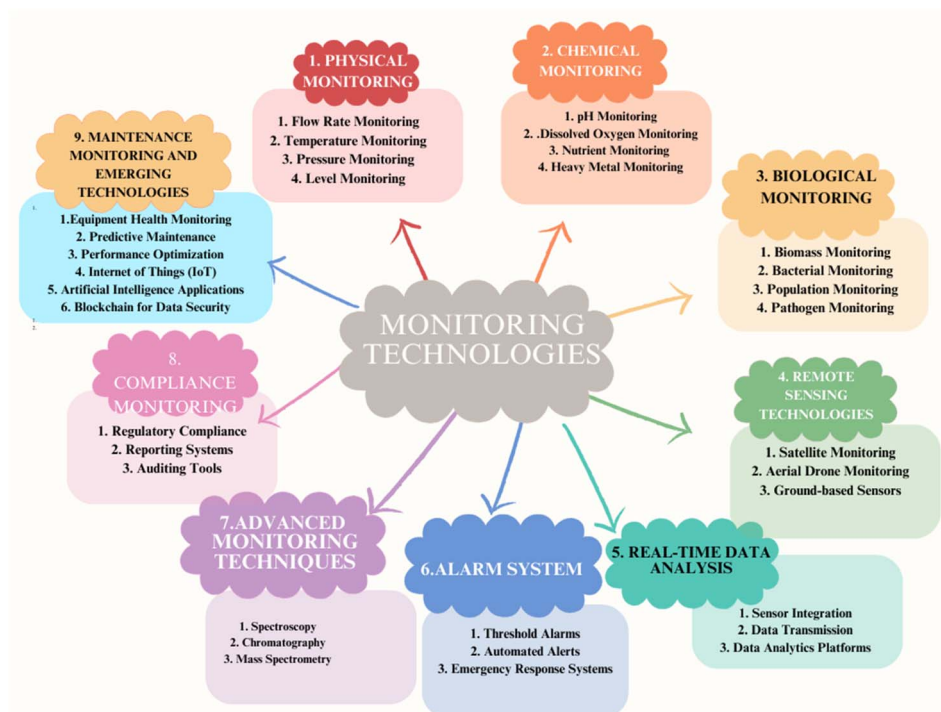 MONITORING
TECHNOLOGIES
1. PHYSICAL
MONITORING
1. Flow Rate Monitoring
2. Temperature Monitoring
3. Pressure Monitoring
4. Level Monitoring
2. CHEMICAL
MONITORING
1. pH Monitoring
2. .Dissolved Oxygen Monitoring
3. Nutrient Monitoring
4. Heavy Metal Monitoring
3. BIOLOGICAL
MONITORING
1. Biomass Monitoring
2. Bacterial Monitoring
3. Population Monitoring
4. Pathogen Monitoring
4. REMOTE
SENSING
TECHNOLOGIES
1. Satellite Monitoring
2. Aerial Drone Monitoring
3. Ground-based Sensors
5. REAL-TIME DATA
ANALYSIS
1. Sensor Integration
2. Data Transmission
3. Data Analytics Platforms
6.ALARM SYSTEM
1. Threshold Alarms
2. Automated Alerts
3. Emergency Response Systems
7.ADVANCED
MONITORING
TECHNIQUES
1. Spectroscopy
2. Chromatography
3. Mass Spectrometry
8.
COMPLIANCE
MONITORING
1. Regulatory Compliance
2. Reporting Systems
3. Auditing Tools
9. MAINTENANCE
MONITORING AND
EMERGING
TECHNOLOGIES
1.Equipment Health Monitoring
2. Predictive Maintenance
3. Performance Optimization
4. Internet of Things (IoT)
5. Artificial Intelligence Applications
6. Blockchain for Data Security